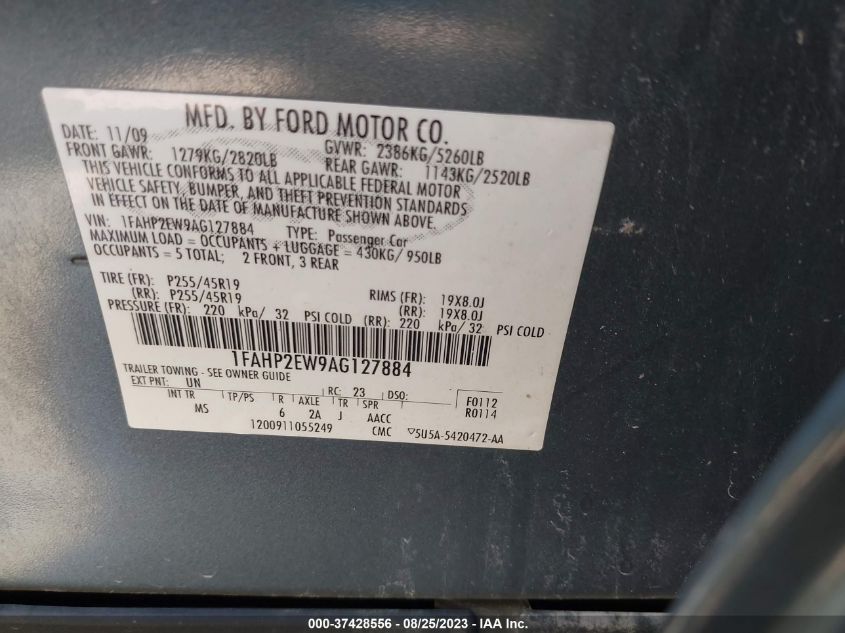 MFD. BY FORD MOTOR CO.
DATE: 11/09 GVWR: 2386KG/5260LB
FRONT GAWR: 1279KG/2820LB REAR GAWR: 1143KG/2520LB
THIS VEHICLE CONFORMS TO ALL APPLICABLE FEDERAL MOTOR
VEHICLE SAFETY, BUMPER, AND THEFT PREVENTION STANDARDS
IN EFFECT ON THE DATE OF MANUFACTURE SHOWN ABOVE.
VIN: 1FAHP2EW9AG127884 TYPE: Passenger Car
MAXIMUM LOAD = OCCUPANTS + LUGGAGE = 430KG/ 950LB
OCCUPANTS = 5 TOTAL; 2 FRONT, 3 REAR
TIRE (FR): P255/45R19 RIMS (FR): 19X8.0J
(RR): P255/45R19 (RR): 19X8.0J
PRESSURE (FR): 220 kPa/ 32 PSI COLD (RR): 220 kPa/ 32 PSI COLD
1FAHP2EW9AG127884
TRAILER TOWING - SEE OWNER GUIDE
EXT PNT: UN RC: 23 DSO: F0112
INT TR TP/PS R AXLE TR SPR R0114
MS 6 2A J AACC
1200911055249 CMC ▽5U5A-5420472-AA
000-37428556 - 08/25/2023 - IAA Inc.